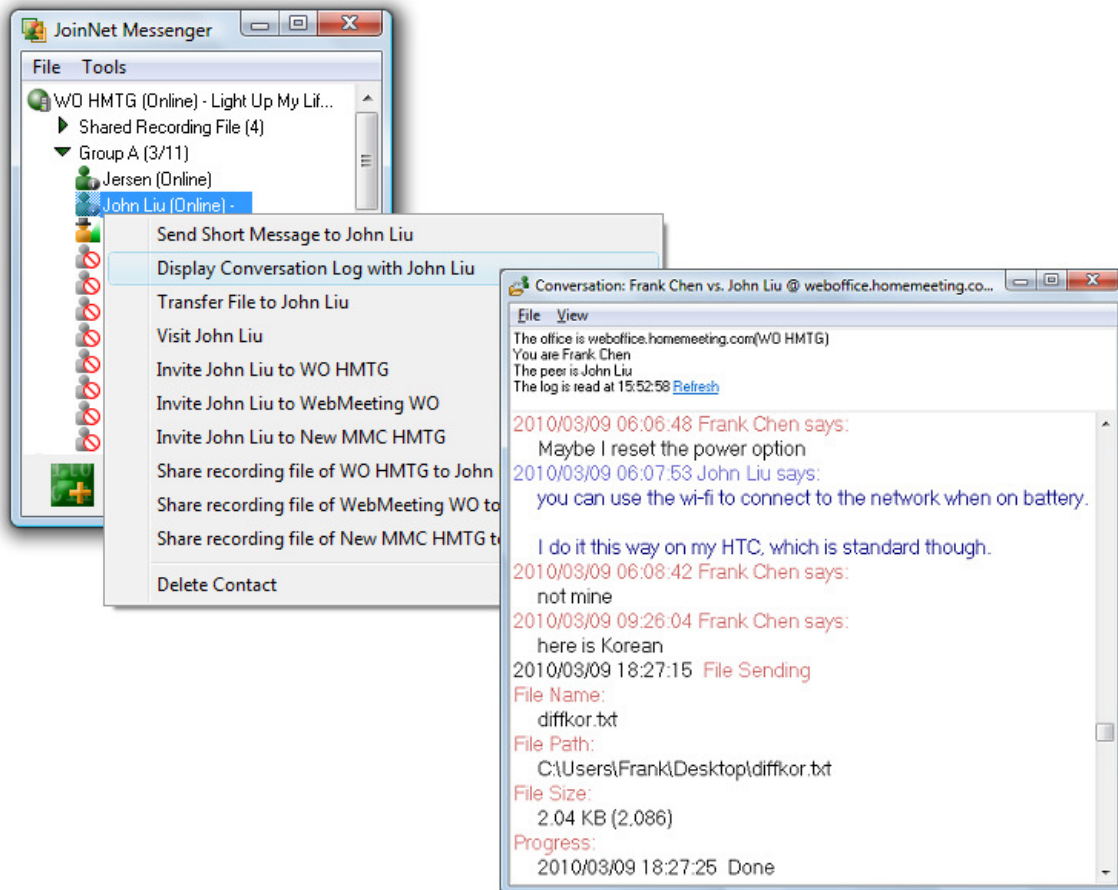 JoinNet Messenger
File Tools
WO HMTG (Online) - Light Up My Lif...
Shared Recording File (4)
Group A (3/11)
Jersen (Online)
John Liu (Online) -
Send Short Message to John Liu
Display Conversation Log with John Liu
Transfer File to John Liu
Visit John Liu
Invite John Liu to WO HMTG
Invite John Liu to WebMeeting WO
Invite John Liu to New MMC HMTG
Share recording file of WO HMTG to John
Share recording file of WebMeeting WO to
Share recording file of New MMC HMTG
Delete Contact
Conversation: Frank Chen vs. John Liu @ weboffice.homemeeting.co...
File View
The office is weboffice.homemeeting.com(WO HMTG)
You are Frank Chen
The peer is John Liu
The log is read at 15:52:58 Refresh
2010/03/09 06:06:48 Frank Chen says:
Maybe I reset the power option
2010/03/09 06:07:53 John Liu says:
you can use the wi-fi to connect to the network when on battery.
I do it this way on my HTC, which is standard though.
2010/03/09 06:08:42 Frank Chen says:
not mine
2010/03/09 09:26:04 Frank Chen says:
here is Korean
2010/03/09 18:27:15 File Sending
File Name:
diffkor.txt
File Path:
C:\Users\Frank\Desktop\diffkor.txt
File Size:
2.04 KB (2,086)
Progress:
2010/03/09 18:27:25 Done